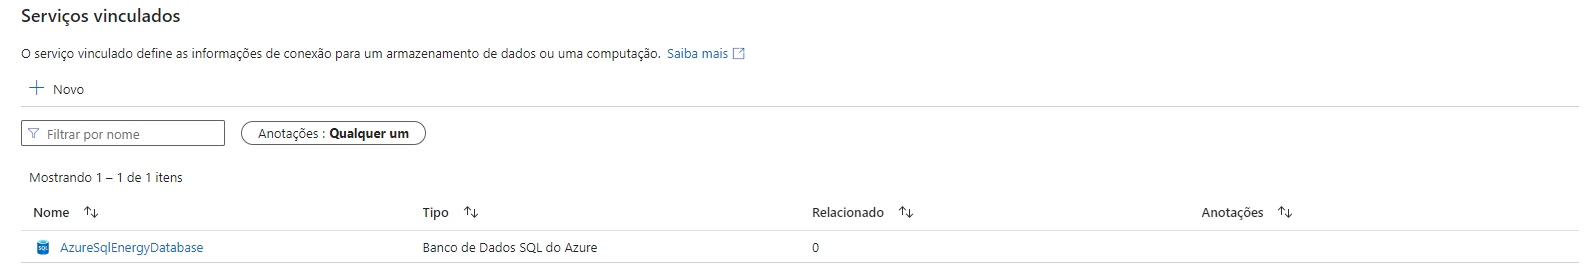 Serviços vinculados
O serviço vinculado define as informações de conexão para um armazenamento de dados ou uma computação. Saiba mais
Novo
Filtrar por nome
Anotações : Qualquer um
Mostrando 1 – 1 de 1 itens
Nome Tipo Relacionado Anotações
SQL AzureSqlEnergyDatabase Banco de Dados SQL do Azure 0